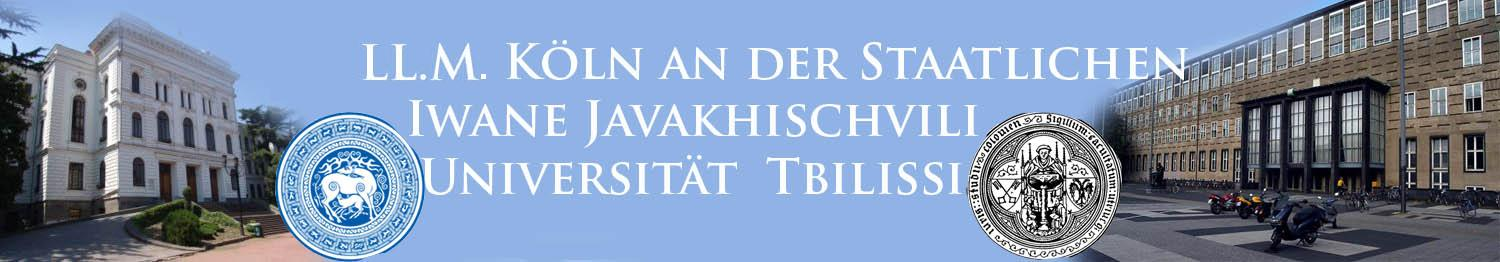 LL.M. KÖLN AN DER STAATLICHEN
IWANE JAVAKHISCHVILI
UNIVERSITÄT TBILISSI